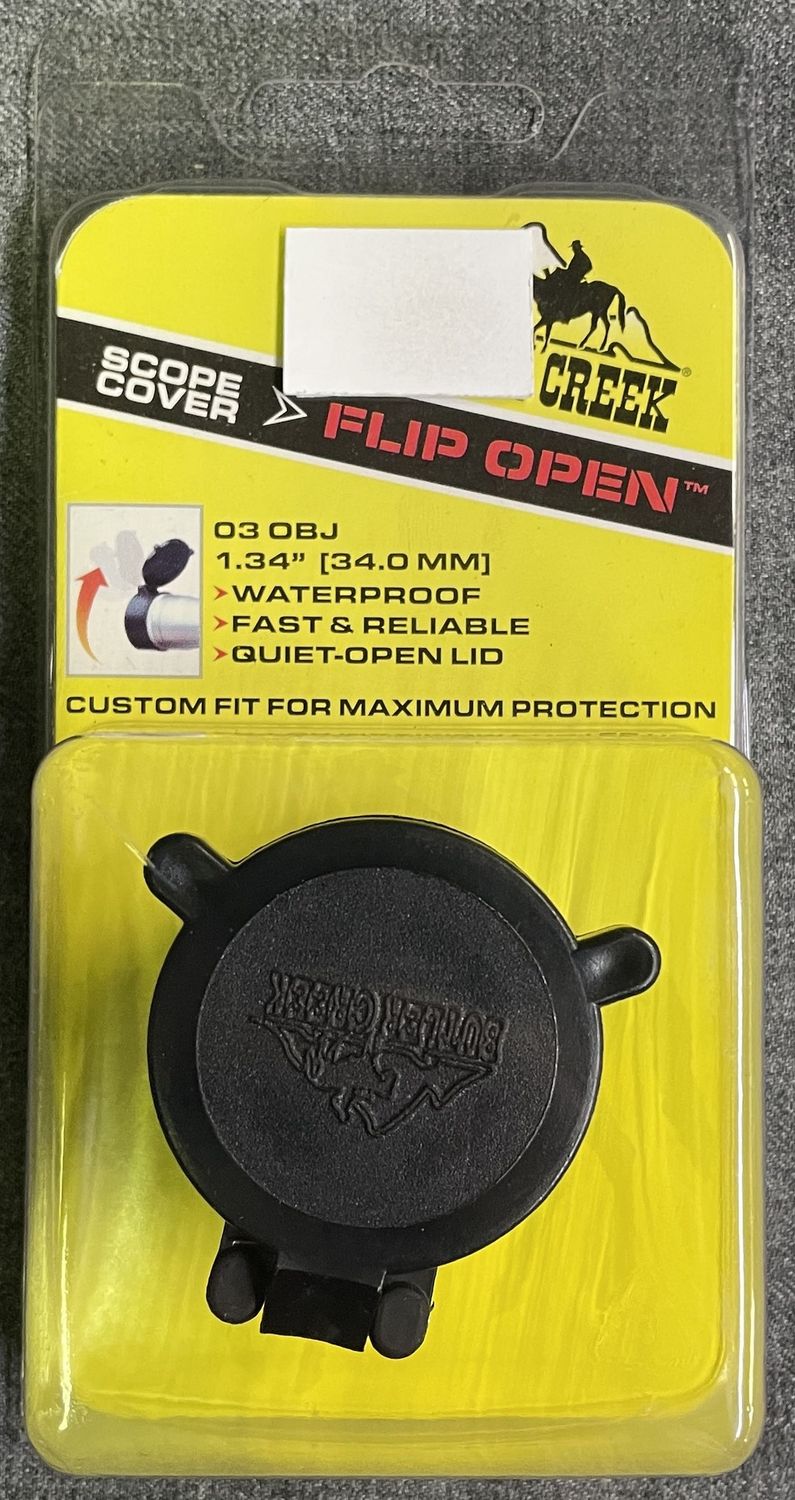 CREEK®
SCOPE
COVER
FLIP OPEN™
03 OBJ
1.34” [34.0 MM]
WATERPROOF
FAST & RELIABLE
QUIET-OPEN LID
CUSTOM FIT FOR MAXIMUM PROTECTION
BUTLER CREEK